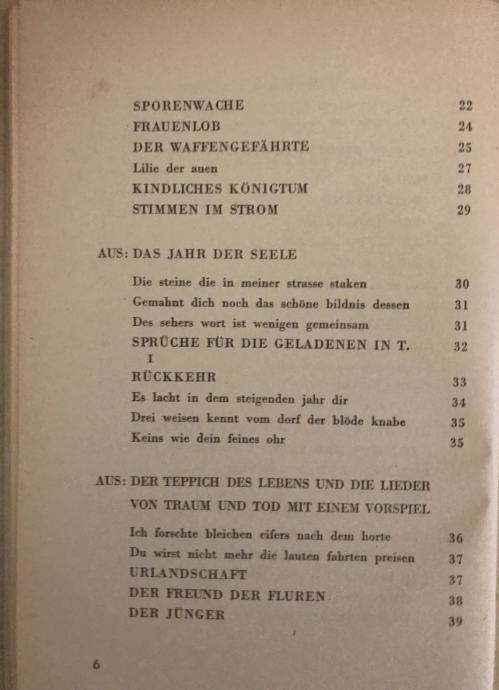 SPORENWACHE 22
FRAUENLOB 24
DER WAFFENGEFÄHRTE 25
Lilie der auen 27
KINDLICHES KÖNIGTUM 28
STIMMEN IM STROM 29
AUS: DAS JAHR DER SEELE
Die steine die in meiner strasse staken 30
Gemahnt dich noch das schöne bildnis dessen 31
Des sehers wort ist wenigen gemeinsam 31
SPRÜCHE FÜR DIE GELADENEN IN T. 32
I
RÜCKKEHR 33
Es lacht in dem steigenden jahr dir 34
Drei weisen kennt vom dorf der blöde knabe 35
Keins wie dein feines ohr 35
AUS: DER TEPPICH DES LEBENS UND DIE LIEDER
VON TRAUM UND TOD MIT EINEM VORSPIEL
Ich forschte bleichen eifers nach dem horte 36
Du wirst nicht mehr die lauten fahrten preisen 37
URLANDSCHAFT 37
DER FREUND DER FLUREN 38
DER JÜNGER 39
6